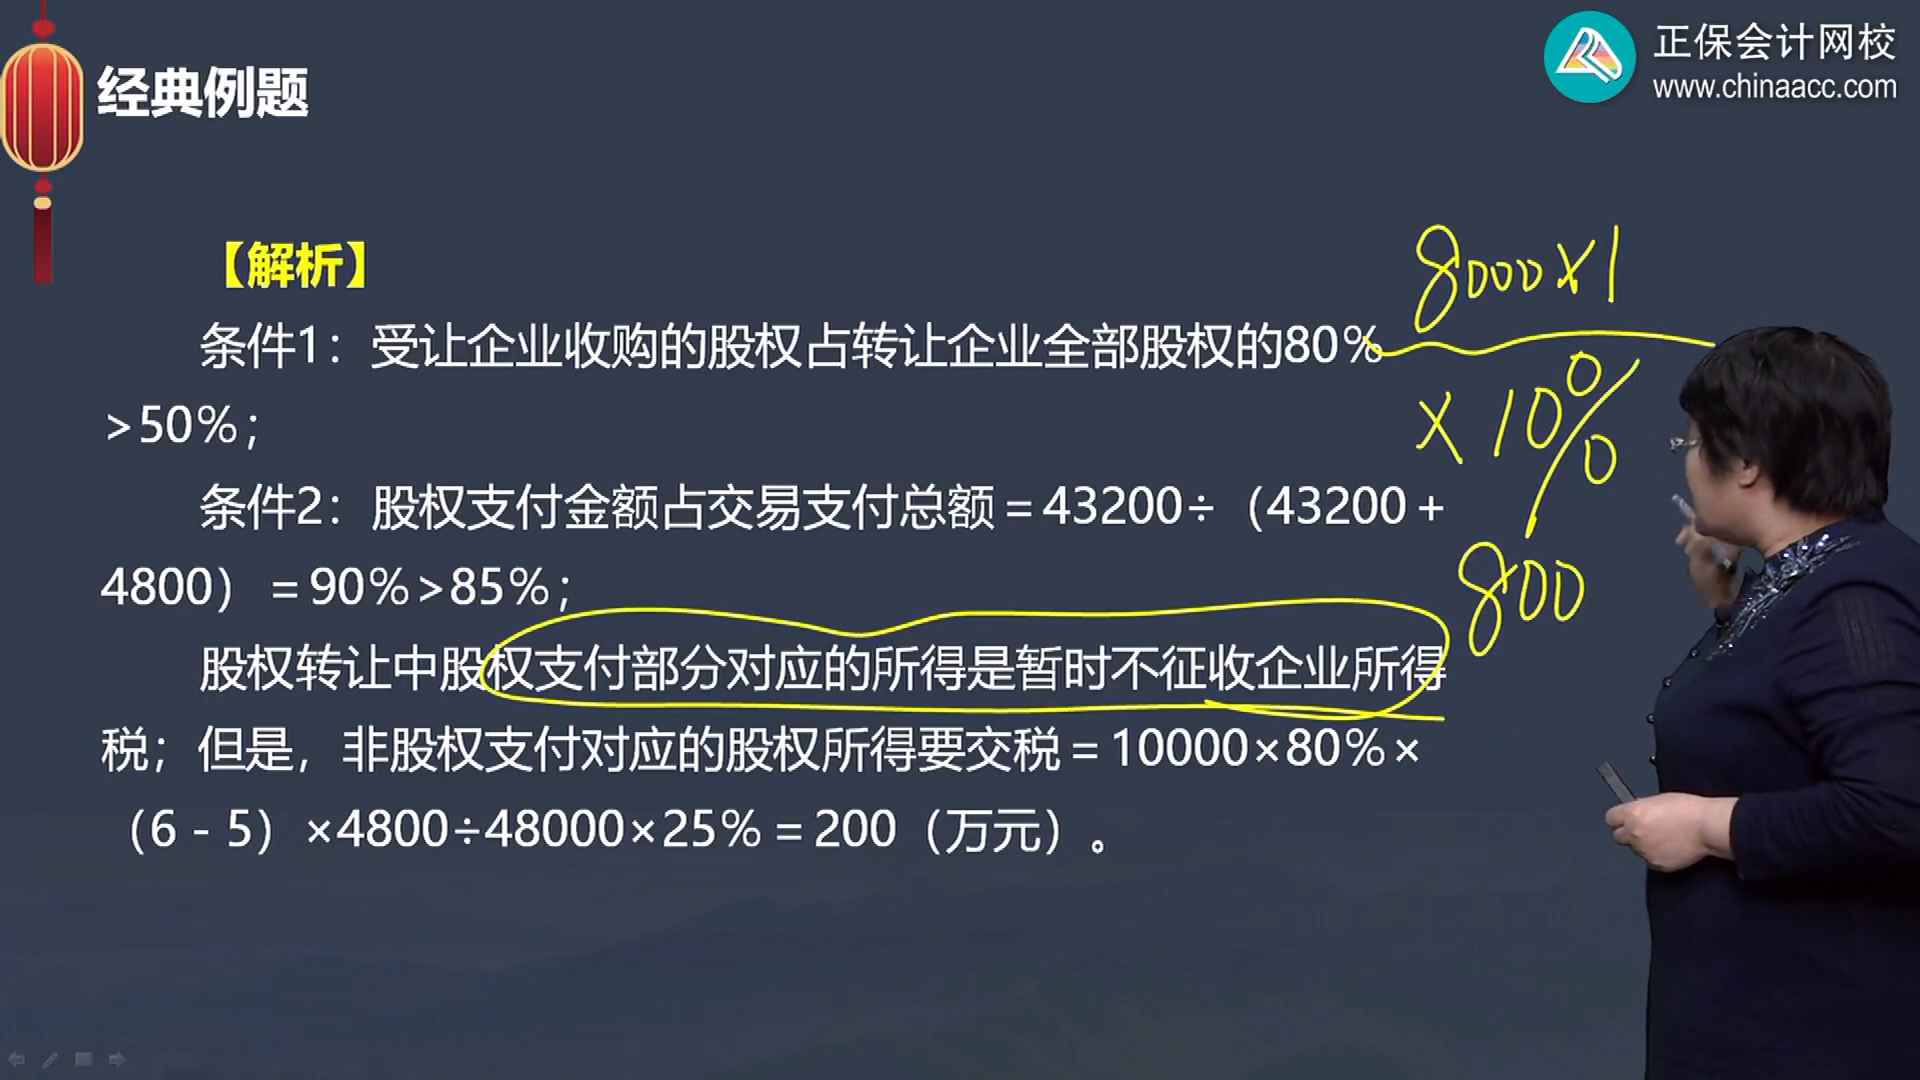 正保会计网校
www.chinaacc.com
经典例题
【解析】
条件1：受让企业收购的股权占转让企业全部股权的80%
>50%；
条件2：股权支付金额占交易支付总额＝43200÷（43200＋
4800）＝90%>85%；
股权转让中股权支付部分对应的所得是暂时不征收企业所得
税；但是，非股权支付对应的股权所得要交税＝10000×80%×
（6－5）×4800÷48000×25%＝200（万元）。
8000×1
×10%
800